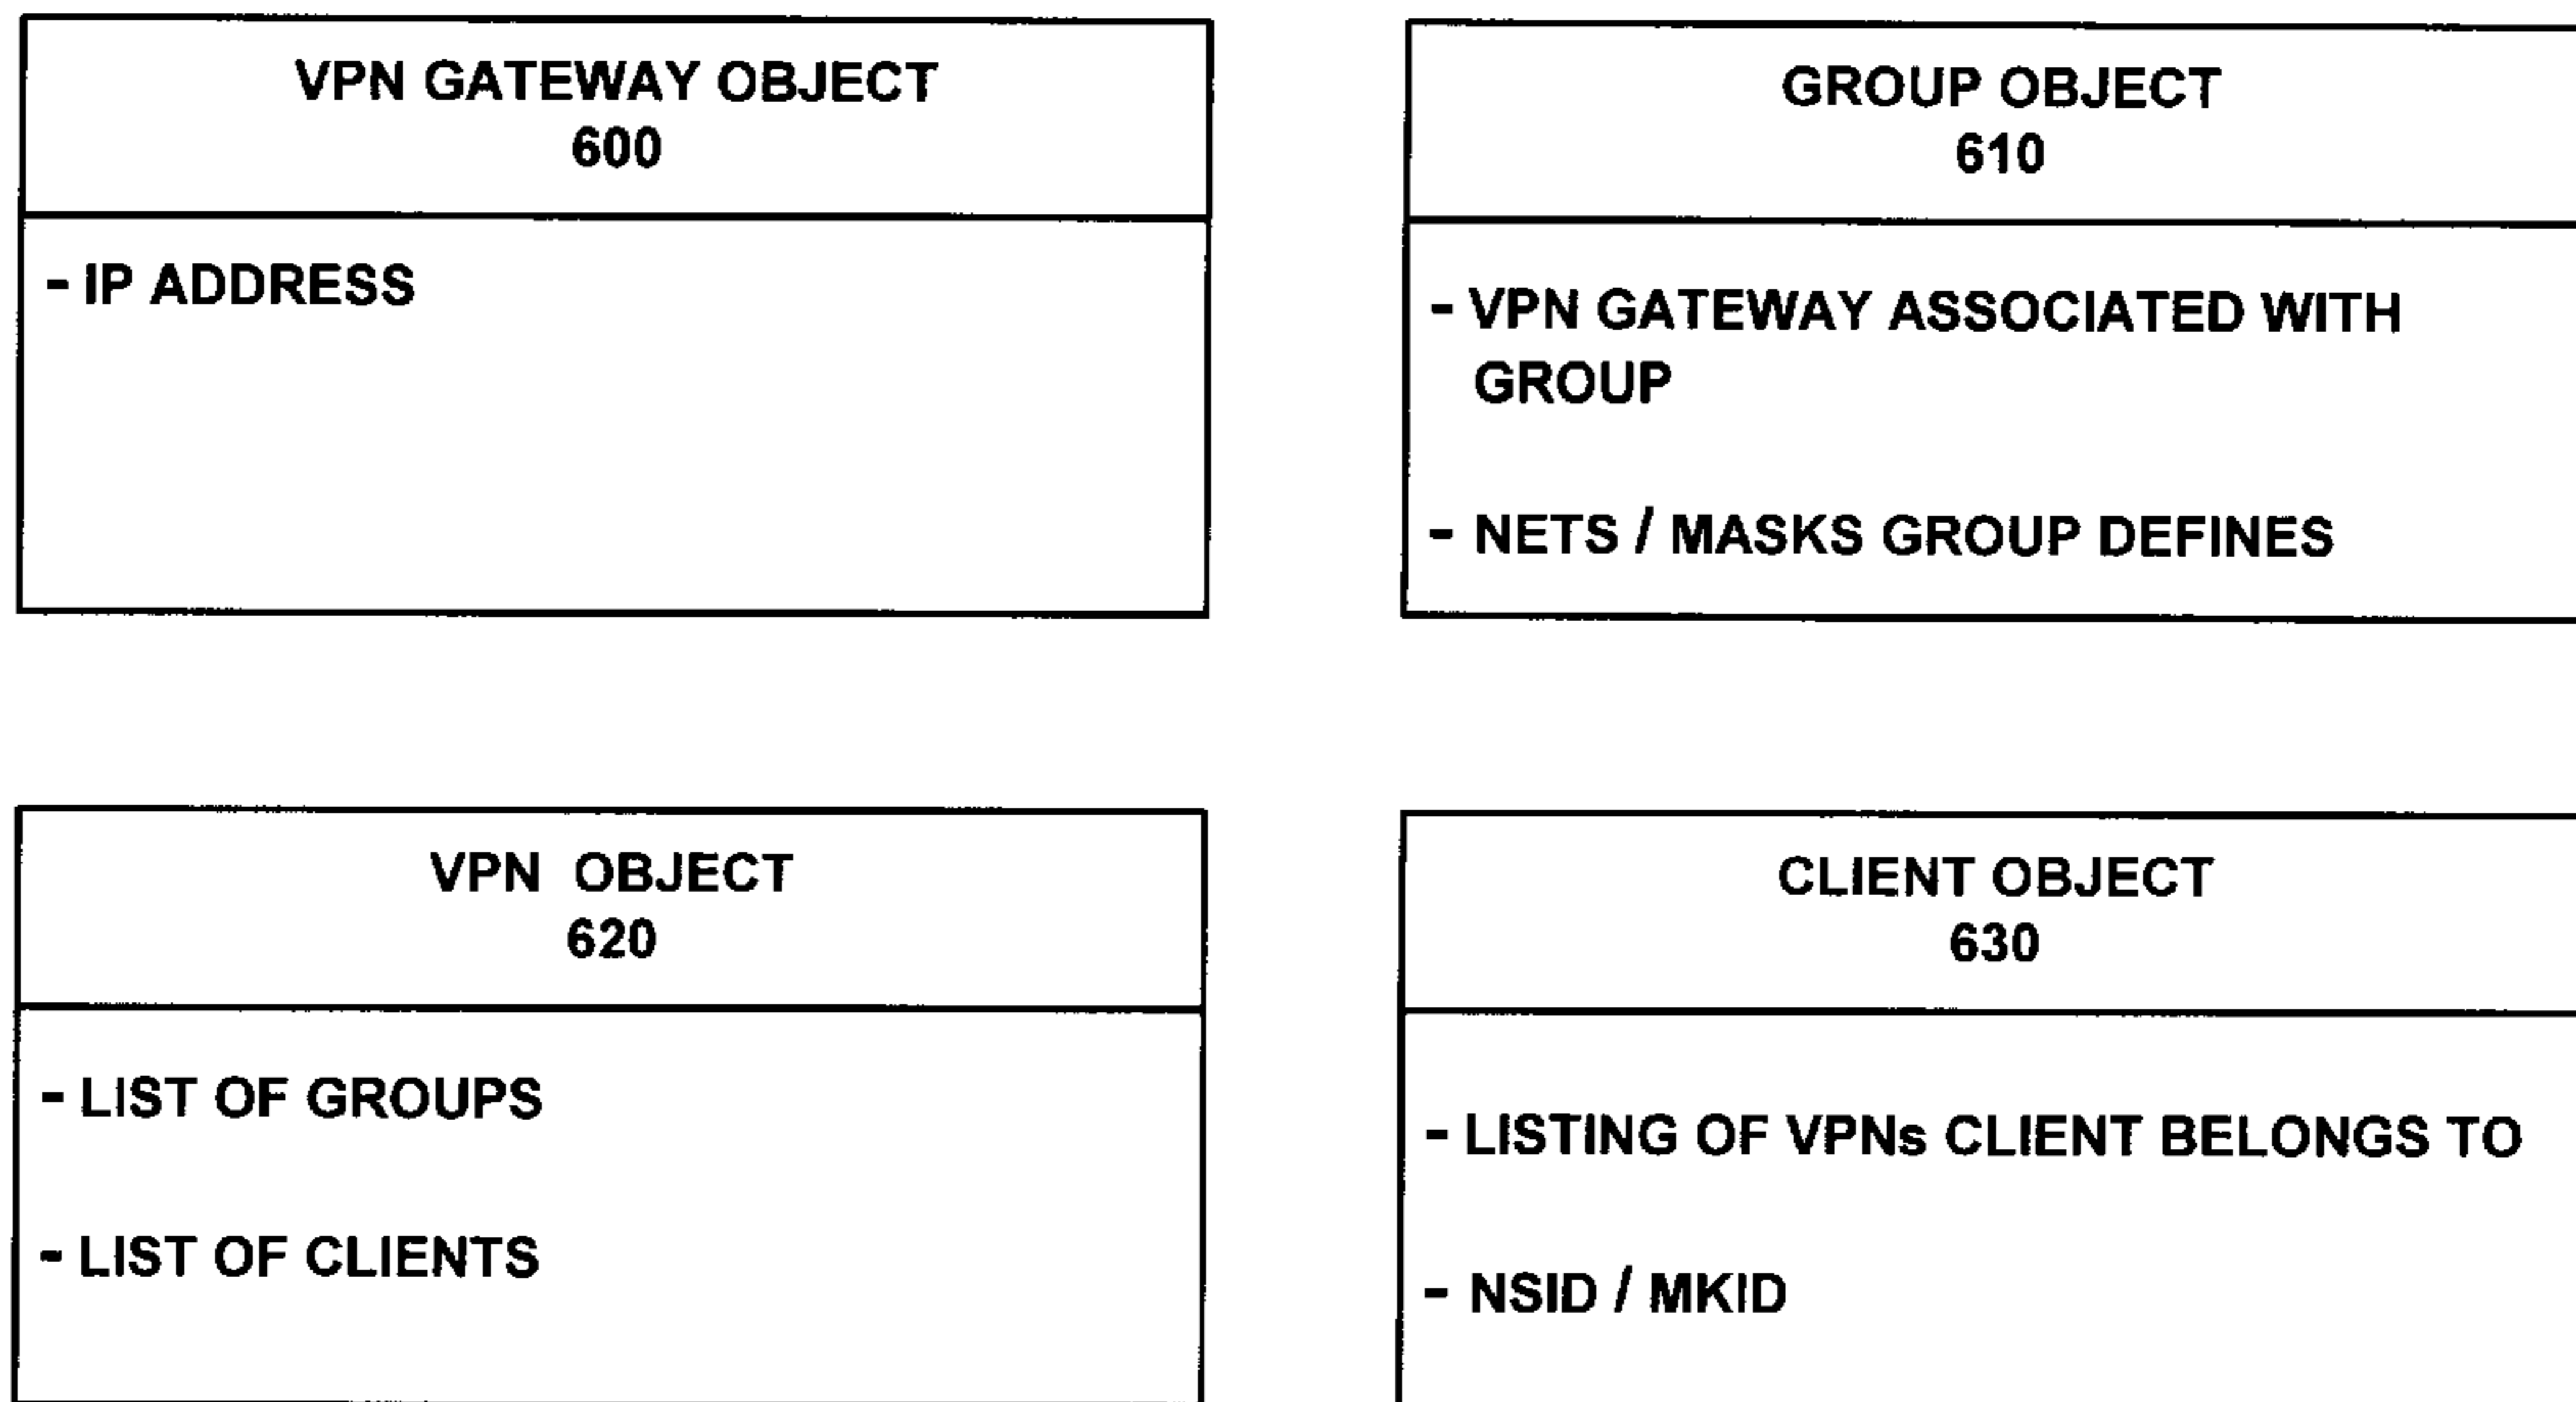 VPN GATEWAY OBJECT
600
- IP ADDRESS
GROUP OBJECT
610
- VPN GATEWAY ASSOCIATED WITH
GROUP
- NETS / MASKS GROUP DEFINES
VPN OBJECT
620
- LIST OF GROUPS
- LIST OF CLIENTS
CLIENT OBJECT
630
- LISTING OF VPNs CLIENT BELONGS TO
- NSID / MKID